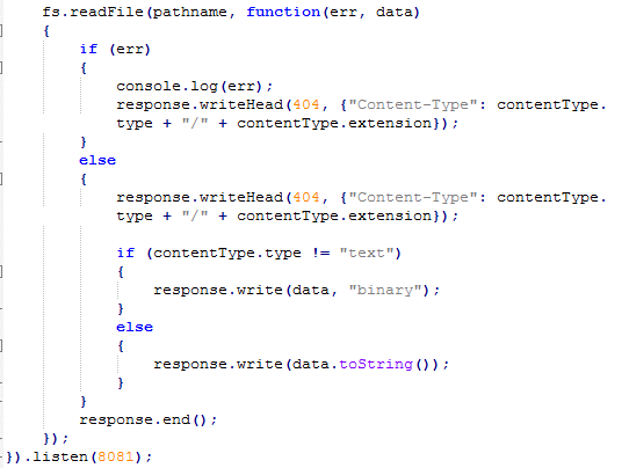 fs.readFile(pathname, function(err, data)
{
if (err)
{
console.log(err);
response.writeHead(404, {"Content-Type": contentType.
type + "/" + contentType.extension});
}
else
{
response.writeHead(404, {"Content-Type": contentType.
type + "/" + contentType.extension});
if (contentType.type != "text")
{
response.write(data, "binary");
}
else
{
response.write(data.toString());
}
}
response.end();
});
}).listen(8081);